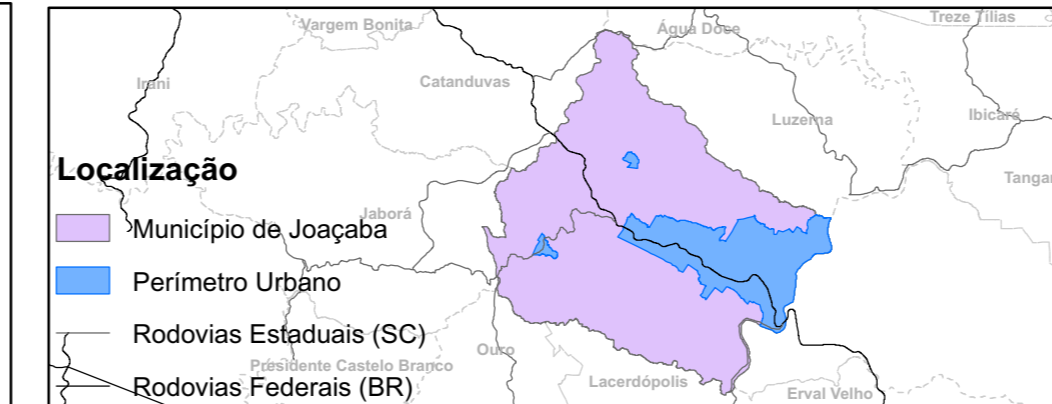 Vargem Bonita
Água Doce
Treze Tílias
Irani
Catanduvas
Luzerna
Ibicaré
Localização
Tangar
Jaborá
Município de Joaçaba
Perímetro Urbano
Rodovias Estaduais (SC)
Ouro
Presidente Castelo Branco
Lacerdópolis
Rodovias Federais (BR)
Erval Velho